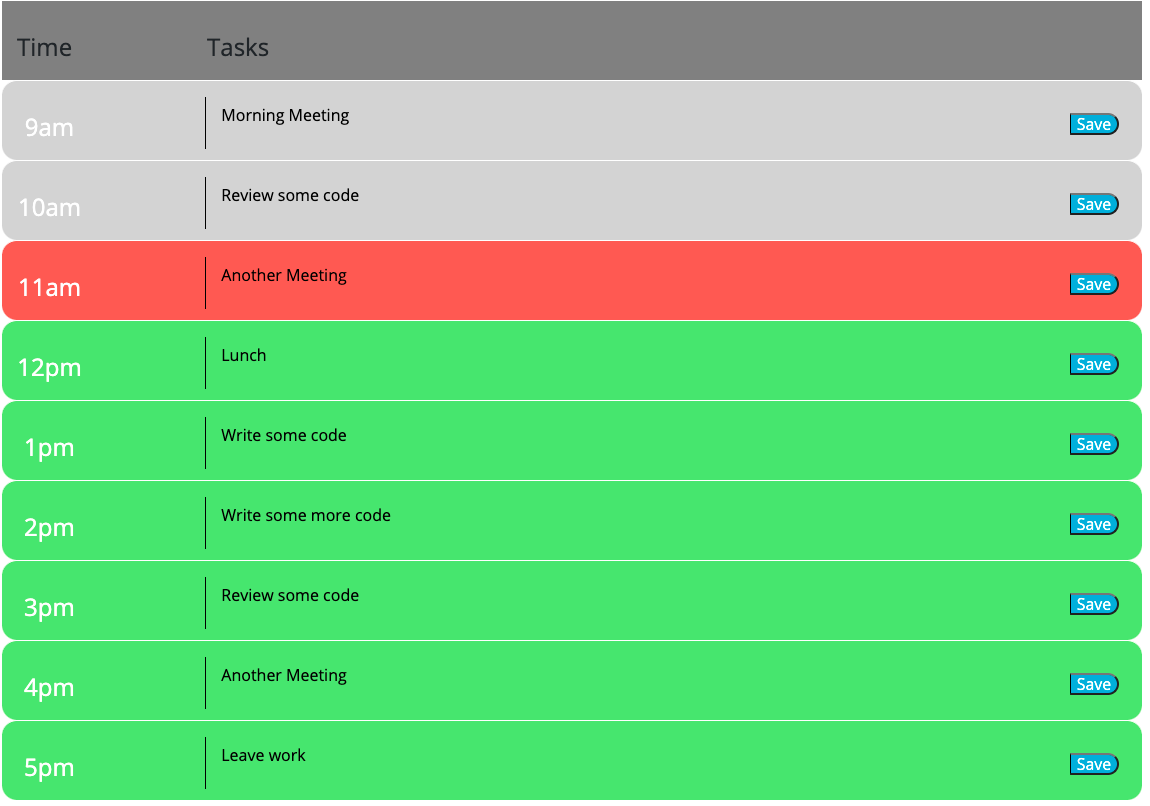 Time Tasks
9am Morning Meeting Save
10am Review some code Save
11am Another Meeting Save
12pm Lunch Save
1pm Write some code Save
2pm Write some more code Save
3pm Review some code Save
4pm Another Meeting Save
5pm Leave work Save